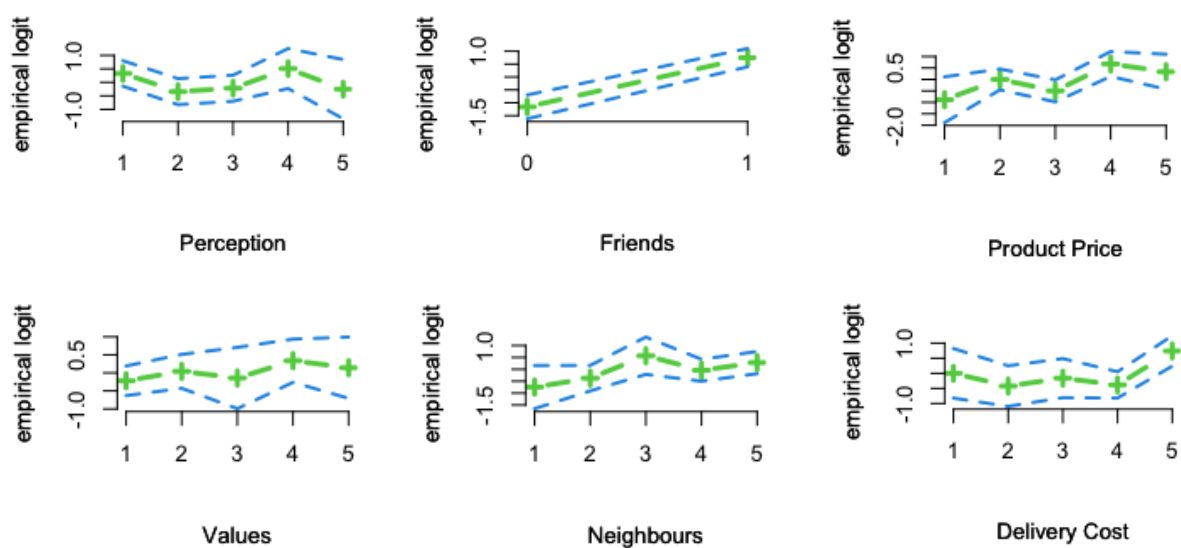 empirical logit
1.0
-1.0
1 2 3 4 5
Perception
empirical logit
1.0
-1.5
0 1
Friends
empirical logit
0.5
-2.0
1 2 3 4 5
Product Price
empirical logit
0.5
-1.0
1 2 3 4 5
Values
empirical logit
1.0
-1.5
1 2 3 4 5
Neighbours
empirical logit
1.0
-1.0
1 2 3 4 5
Delivery Cost